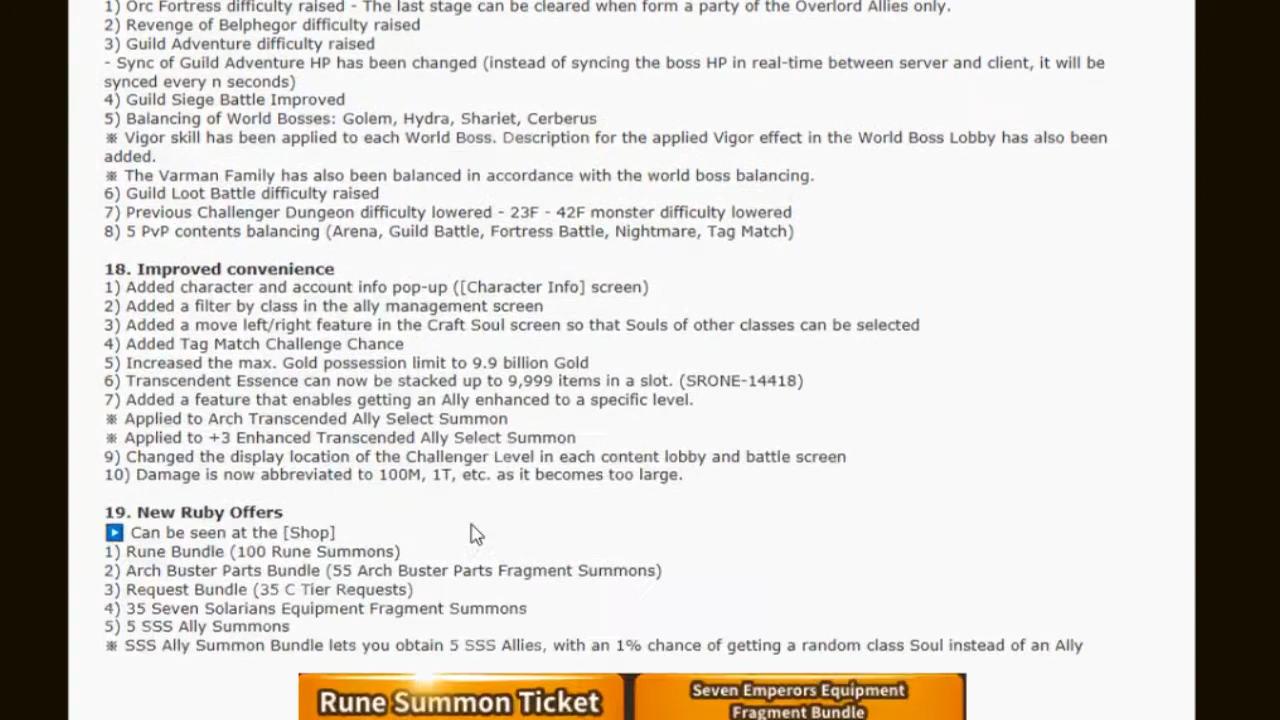 1) Orc Fortress difficulty raised - The last stage can be cleared when form a party of the Overlord Allies only.
2) Revenge of Belphegor difficulty raised
3) Guild Adventure difficulty raised
- Sync of Guild Adventure HP has been changed (instead of syncing the boss HP in real-time between server and client, it will be
synced every n seconds)
4) Guild Siege Battle Improved
5) Balancing of World Bosses: Golem, Hydra, Shariet, Cerberus
※ Vigor skill has been applied to each World Boss. Description for the applied Vigor effect in the World Boss Lobby has also been
added.
※ The Varman Family has also been balanced in accordance with the world boss balancing.
6) Guild Loot Battle difficulty raised
7) Previous Challenger Dungeon difficulty lowered - 23F - 42F monster difficulty lowered
8) 5 PvP contents balancing (Arena, Guild Battle, Fortress Battle, Nightmare, Tag Match)
18. Improved convenience
1) Added character and account info pop-up ([Character Info] screen)
2) Added a filter by class in the ally management screen
3) Added a move left/right feature in the Craft Soul screen so that Souls of other classes can be selected
4) Added Tag Match Challenge Chance
5) Increased the max. Gold possession limit to 9.9 billion Gold
6) Transcendent Essence can now be stacked up to 9,999 items in a slot. (SRONE-14418)
7) Added a feature that enables getting an Ally enhanced to a specific level.
※ Applied to Arch Transcended Ally Select Summon
※ Applied to +3 Enhanced Transcended Ally Select Summon
9) Changed the display location of the Challenger Level in each content lobby and battle screen
10) Damage is now abbreviated to 100M, 1T, etc. as it becomes too large.
19. New Ruby Offers
▶ Can be seen at the [Shop]
1) Rune Bundle (100 Rune Summons)
2) Arch Buster Parts Bundle (55 Arch Buster Parts Fragment Summons)
3) Request Bundle (35 C Tier Requests)
4) 35 Seven Solarians Equipment Fragment Summons
5) 5 SSS Ally Summons
※ SSS Ally Summon Bundle lets you obtain 5 SSS Allies, with an 1% chance of getting a random class Soul instead of an Ally
Rune Summon Ticket
Seven Emperors Equipment
Fragment Bundle